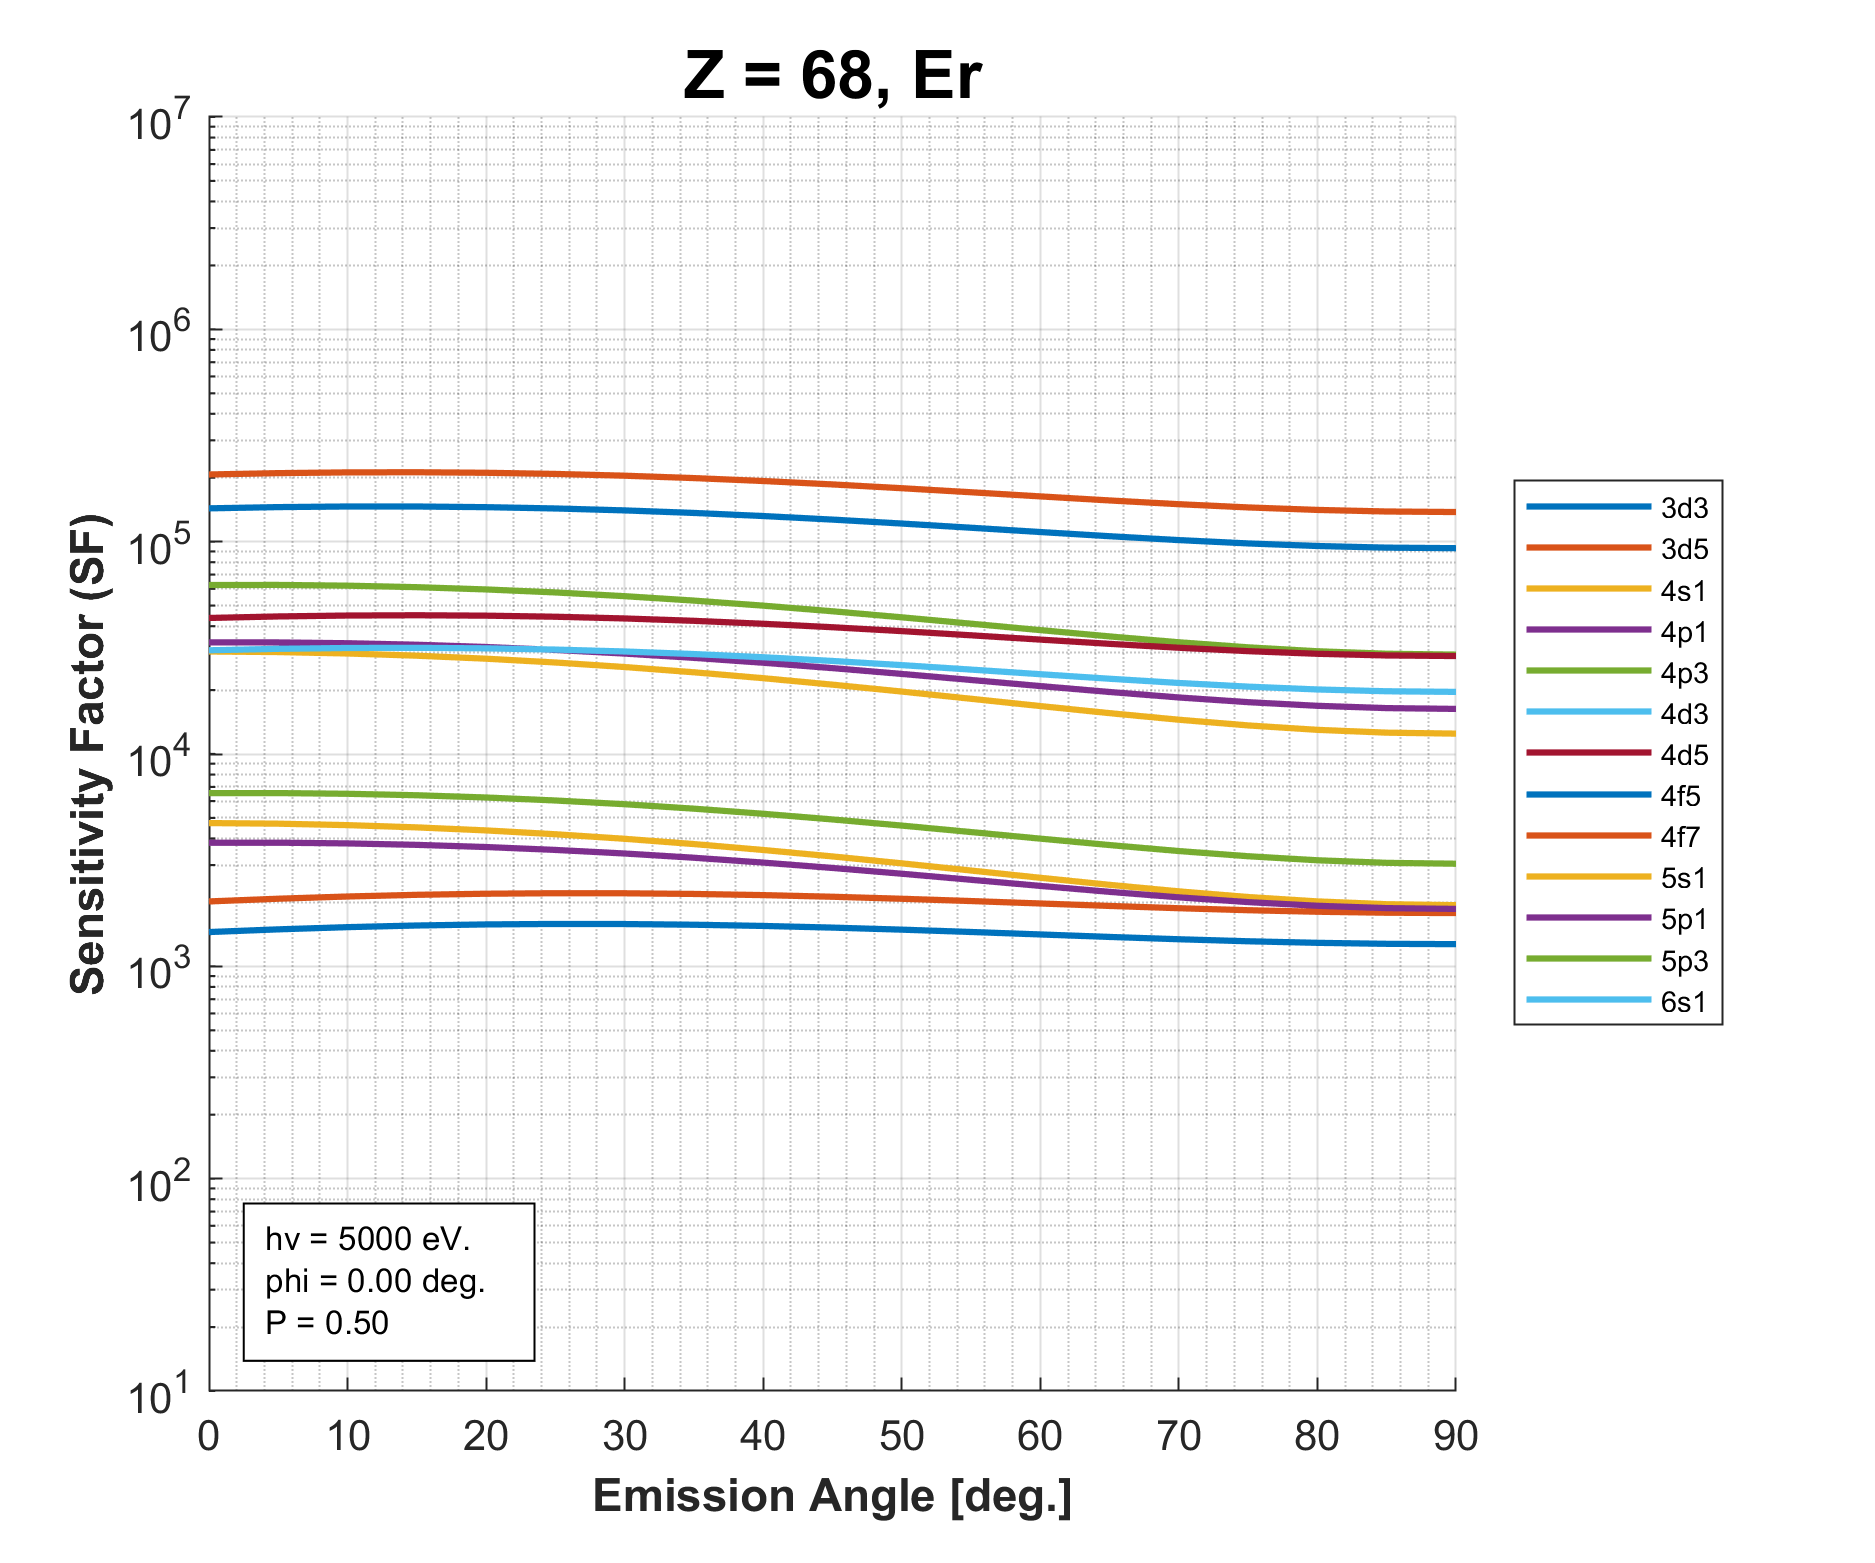 Z = 68, Er
10^7
10^6
10^5
10^4
10^3
10^2
10^1
Sensitivity Factor (SF)
0 10 20 30 40 50 60 70 80 90
Emission Angle [deg.]
hv = 5000 eV.
phi = 0.00 deg.
P = 0.50
3d3
3d5
4s1
4p1
4p3
4d3
4d5
4f5
4f7
5s1
5p1
5p3
6s1